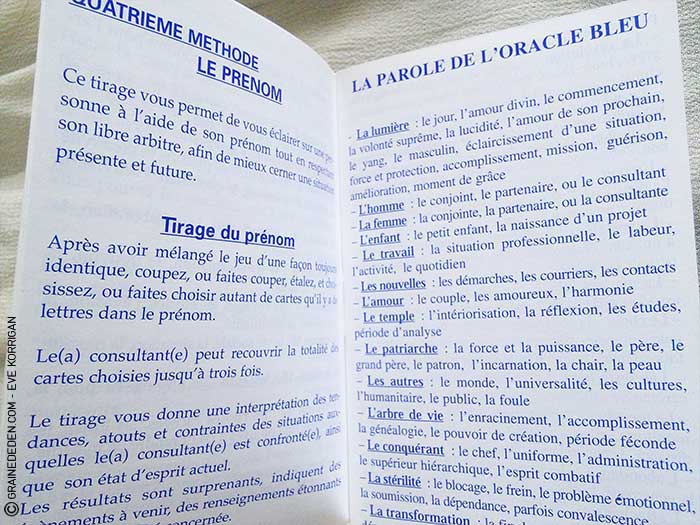 QUATRIEME METHODE
LE PRENOM
Ce tirage vous permet de vous éclairer sur une per-
sonne à l'aide de son prénom tout en respectant
son libre arbitre, afin de mieux cerner une situation
présente et future.
Tirage du prénom
Après avoir mélangé le jeu d'une façon toujours
identique, coupez, ou faites couper, étalez, et choi-
sissez, ou faites choisir autant de cartes qu'il y a de
lettres dans le prénom.
Le(a) consultant(e) peut recouvrir la totalité des
cartes choisies jusqu'à trois fois.
Le tirage vous donne une interprétation des ten-
dances, atouts et contraintes des situations aux-
quelles le(a) consultant(e) est confronté(e), ainsi
que son état d'esprit actuel.
Les résultats sont surprenants, indiquent des
à venir, des renseignements étonnants
concernée.
LA PAROLE DE L'ORACLE BLEU
- La lumière : le jour, l'amour divin, le commencement,
la volonté suprême, la lucidité, l'amour de son prochain,
le yang, le masculin, éclaircissement d'une situation,
force et protection, accomplissement, mission, guérison,
amélioration, moment de grâce
- L'homme : le conjoint, le partenaire, ou le consultant
- La femme : la conjointe, la partenaire, ou la consultante
- L'enfant : le petit enfant, la naissance d'un projet
- Le travail : la situation professionnelle, le labeur,
l'activité, le quotidien
- Les nouvelles : les démarches, les courriers, les contacts
- L'amour : le couple, les amoureux, l'harmonie
- Le temple : l'intériorisation, la réflexion, les études,
période d'analyse
- Le patriarche : la force et la puissance, le père, le
grand père, le patron, l'incarnation, la chair, la peau
- Les autres : le monde, l'universalité, les cultures,
l'humanitaire, le public, la foule
- L'arbre de vie : l'enracinement, l'accomplissement,
la généalogie, le pouvoir de création, période féconde
- Le conquérant : le chef, l'uniforme, l'administration,
le supérieur hiérarchique, l'esprit combatif
- La stérilité : le blocage, le frein, le problème émotionnel,
la soumission, la dépendance, parfois convalescence
- La transformation : la
©GRAINEDEDEN.COM - EVE KORRIGAN